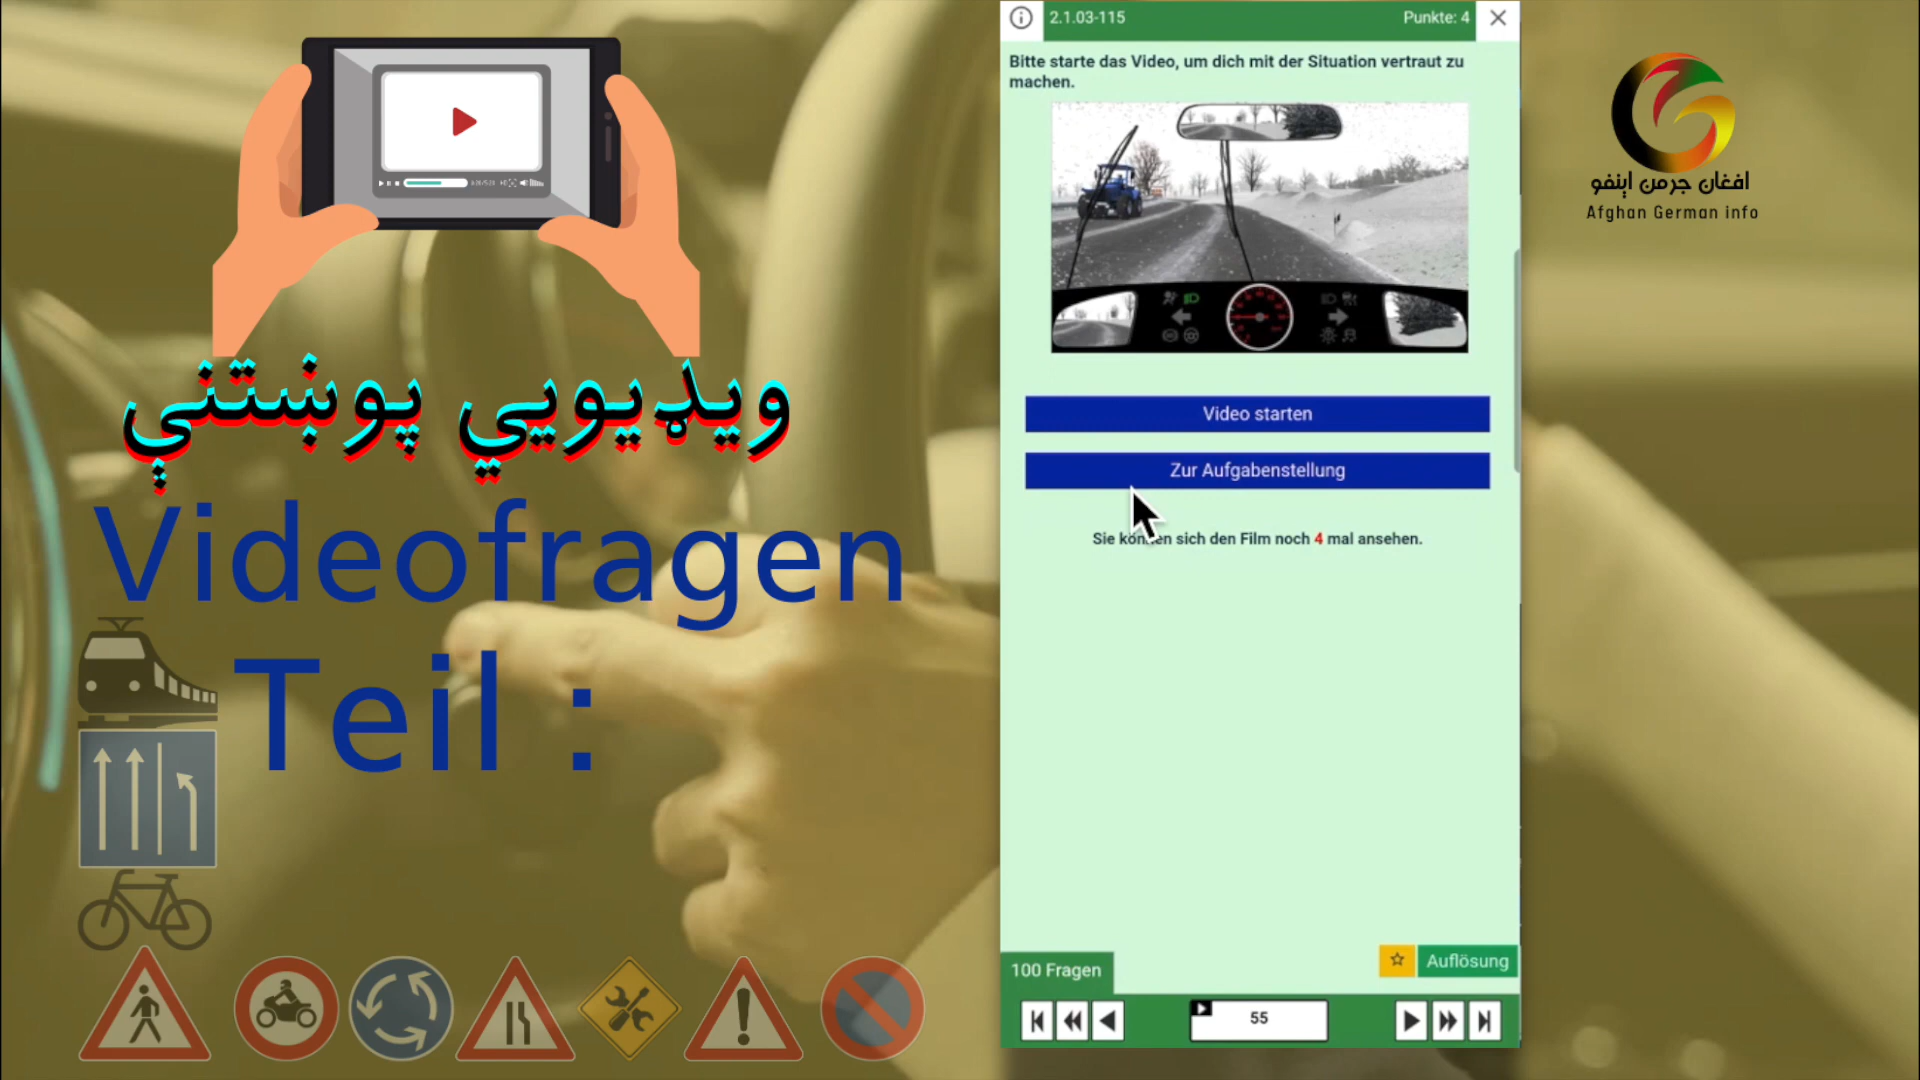 ویډیویي پوښتنې
Videofragen
Teil :
2.1.03-115
Punkte: 4
Bitte starte das Video, um dich mit der Situation vertraut zu
machen.
Video starten
Zur Aufgabenstellung
Sie können sich den Film noch 4 mal ansehen.
100 Fragen
Auflösung
55
افغان جرمن اینفو
Afghan German info